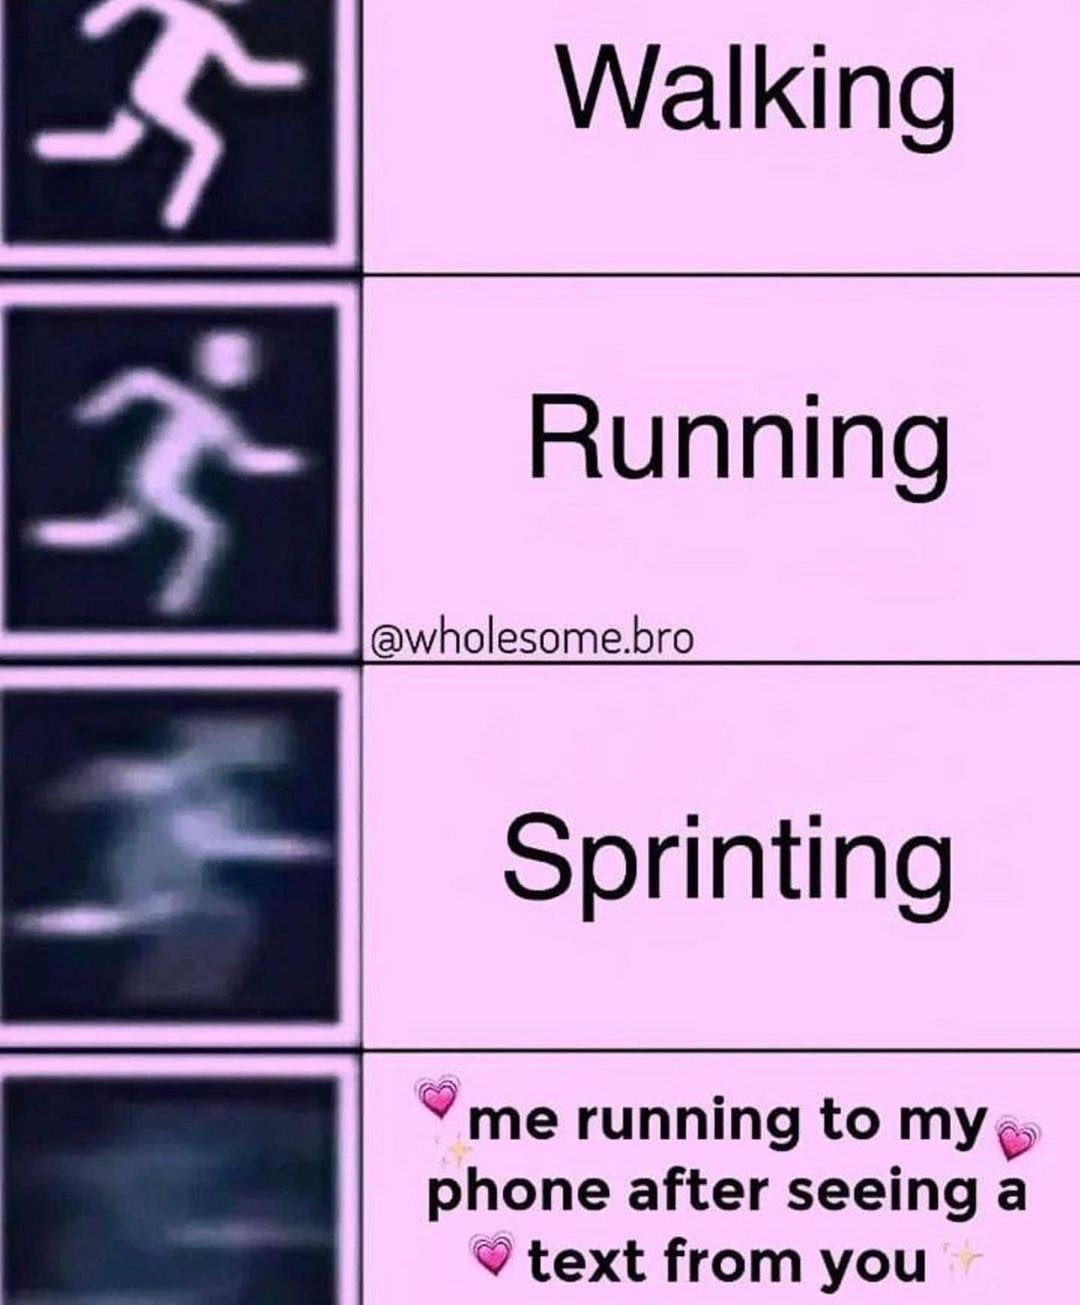 Walking
Running
@wholesome.bro
Sprinting
me running to my
phone after seeing a
text from you